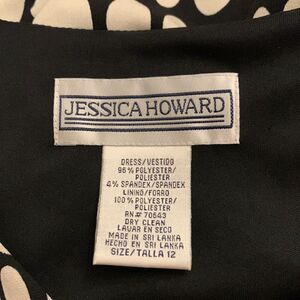 JESSICA HOWARD
DRESS/VESTIDO
96% POLYESTER/
POLIESTER
4% SPANDEX/SPANDEX
LINING/FORRO
100% POLYESTER/
POLIESTER
RN# 70543
DRY CLEAN
LAVAR EN SECO
MADE IN SRI LANKA
HECHO EN SRI LANKA
SIZE/TALLA 12